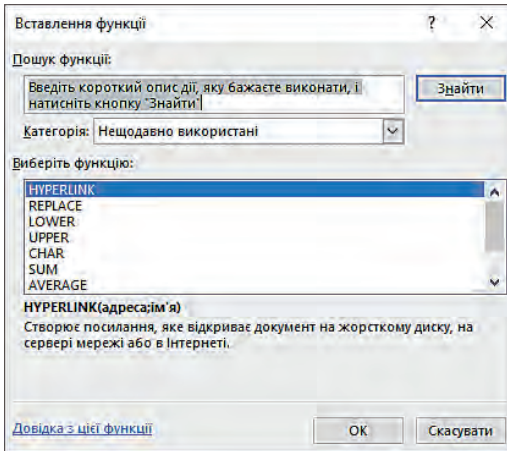 Вставлення функції ? ×
Пошук функції:
Введіть короткий опис дії, яку бажаєте виконати, і
натисніть кнопку 'Знайти'
Знайти
Категорія: Нещодавно використані
Виберіть функцію:
HYPERLINK
REPLACE
LOWER
UPPER
CHAR
SUM
AVERAGE
HYPERLINK(адреса;ім'я)
Створює посилання, яке відкриває документ на жорсткому диску, на
сервері мережі або в Інтернеті.
Довідка з цієї функції
OK
Скасувати